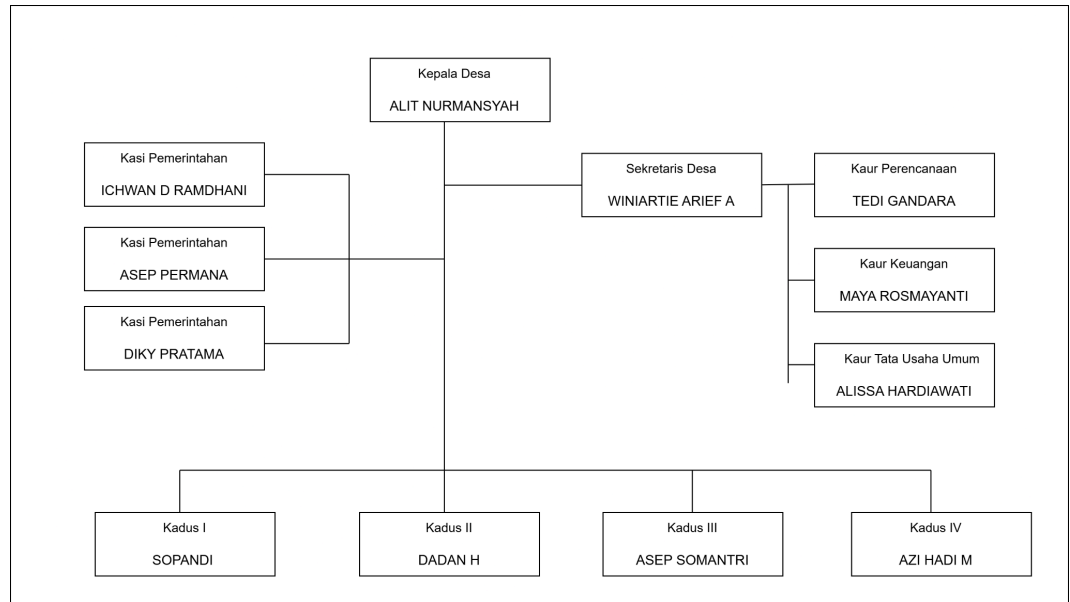 Kepala Desa
ALIT NURMANSYAH
Kasi Pemerintahan
ICHWAN D RAMDHANI
Sekretaris Desa
WINIARTIE ARIEF A
Kaur Perencanaan
TEDI GANDARA
Kasi Pemerintahan
ASEP PERMANA
Kaur Keuangan
MAYA ROSMAYANTI
Kasi Pemerintahan
DIKY PRATAMA
Kaur Tata Usaha Umum
ALISSA HARDIAWATI
Kadus I
SOPANDI
Kadus II
DADAN H
Kadus III
ASEP SOMANTRI
Kadus IV
AZI HADI M